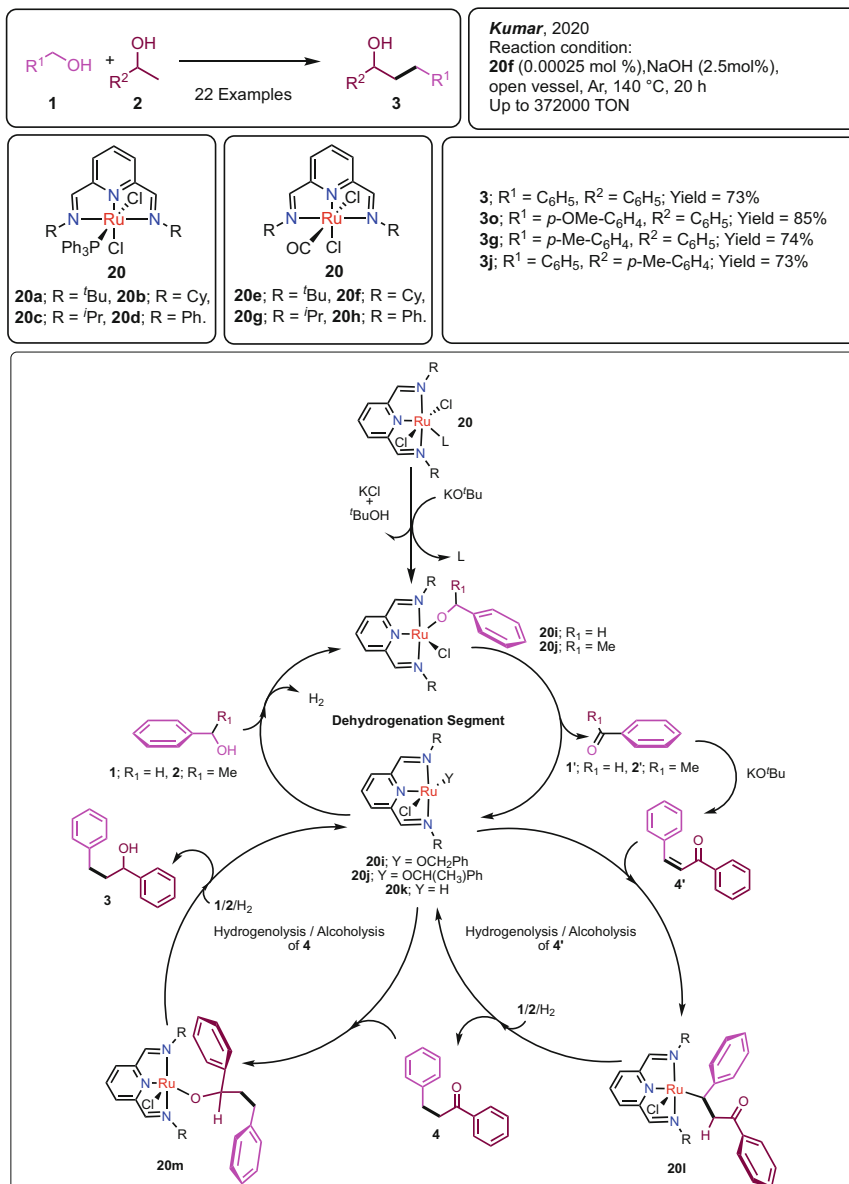 R¹ OH + OH R² → OH R² R¹
22 Examples
1 2 3
Kumar, 2020
Reaction condition:
20f (0.00025 mol %),NaOH (2.5mol%),
open vessel, Ar, 140 °C, 20 h
Up to 372000 TON
N Cl
N Ru N
R Ph₃P Cl R
20
20a; R = ᵗBu, 20b; R = Cy,
20c; R = ⁱPr, 20d; R = Ph.
N Cl
N Ru N
R OC Cl R
20
20e; R = ᵗBu, 20f; R = Cy,
20g; R = ⁱPr, 20h; R = Ph.
3; R¹ = C₆H₅, R² = C₆H₅; Yield = 73%
3o; R¹ = p-OMe-C₆H₄, R² = C₆H₅; Yield = 85%
3g; R¹ = p-Me-C₆H₄, R² = C₆H₅; Yield = 74%
3j; R¹ = C₆H₅, R² = p-Me-C₆H₄; Yield = 73%
R
N
Cl
N Ru 20
Cl L
N
R
KCl
+
ᵗBuOH
KOᵗBu
L
R
N R₁
O
N Ru
Cl
N
R
20i; R₁ = H
20j; R₁ = Me
H₂
R₁
OH
1; R₁ = H, 2; R₁ = Me
Dehydrogenation Segment
R₁
O
1'; R₁ = H, 2'; R₁ = Me
KOᵗBu
R
N Y
N Ru
Cl
N
R
20i; Y = OCH₂Ph
20j; Y = OCH(CH₃)Ph
20k; Y = H
OH
3
1/2/H₂
O
4'
Hydrogenolysis / Alcoholysis
of 4
Hydrogenolysis / Alcoholysis
of 4'
1/2/H₂
R
N
N Ru O
Cl H
N
R
20m
O
4
R
N
N Ru
Cl O
N H
R
20l